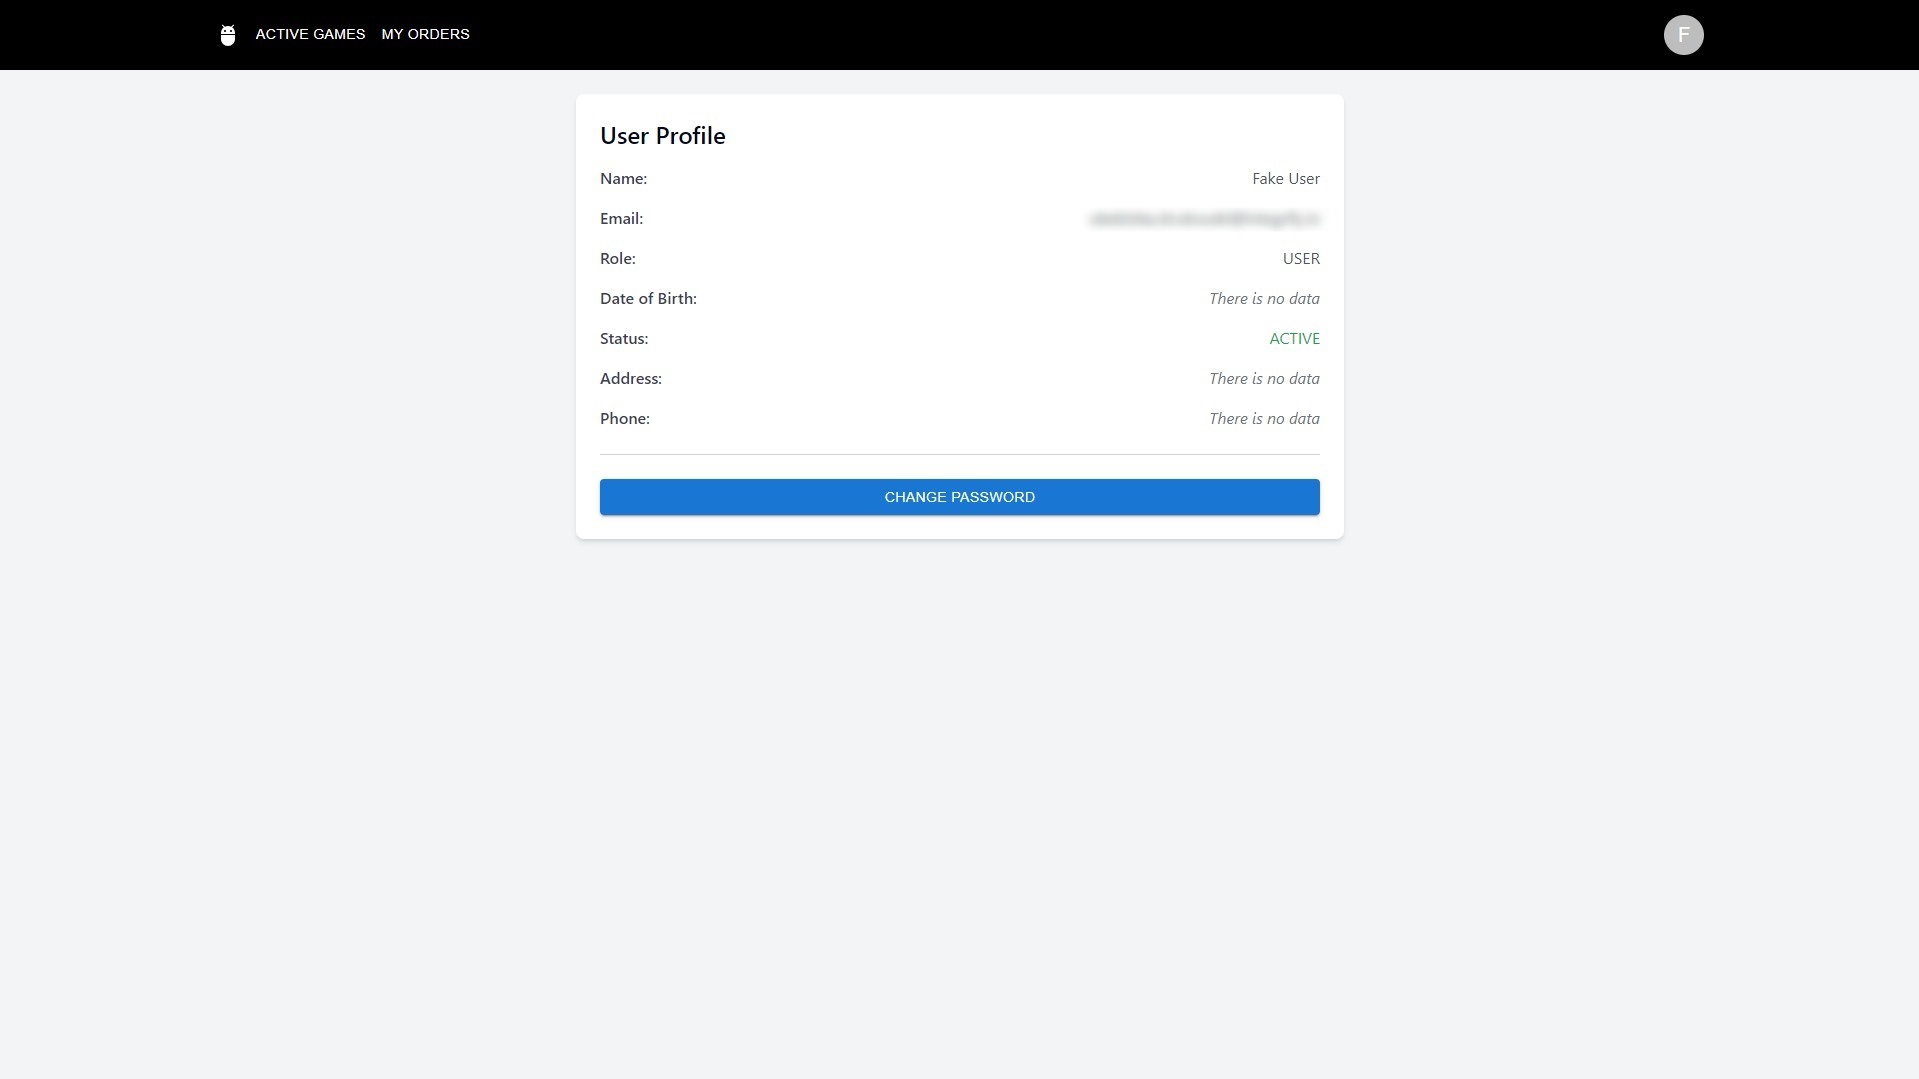 ACTIVE GAMES MY ORDERS F
User Profile
Name: Fake User
Email:
Role: USER
Date of Birth: There is no data
Status: ACTIVE
Address: There is no data
Phone: There is no data
CHANGE PASSWORD